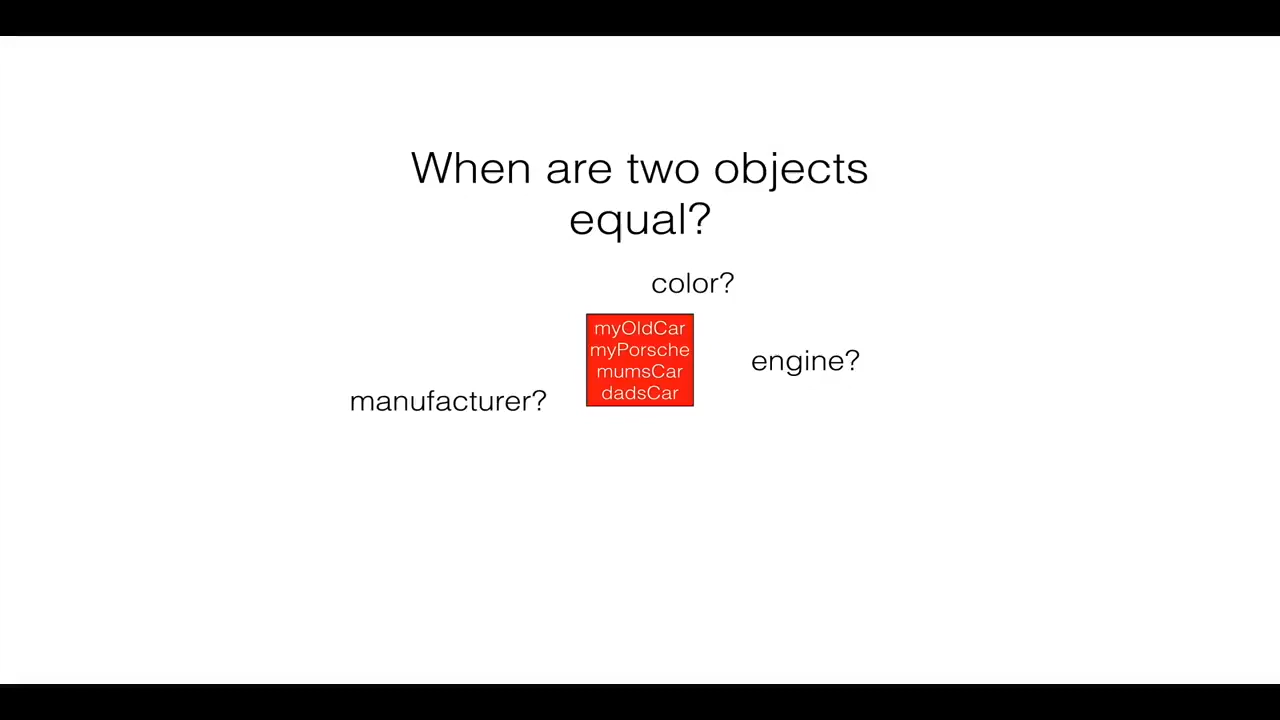 When are two objects
equal?
color?
myOldCar
myPorsche
mumsCar
dadsCar
engine?
manufacturer?